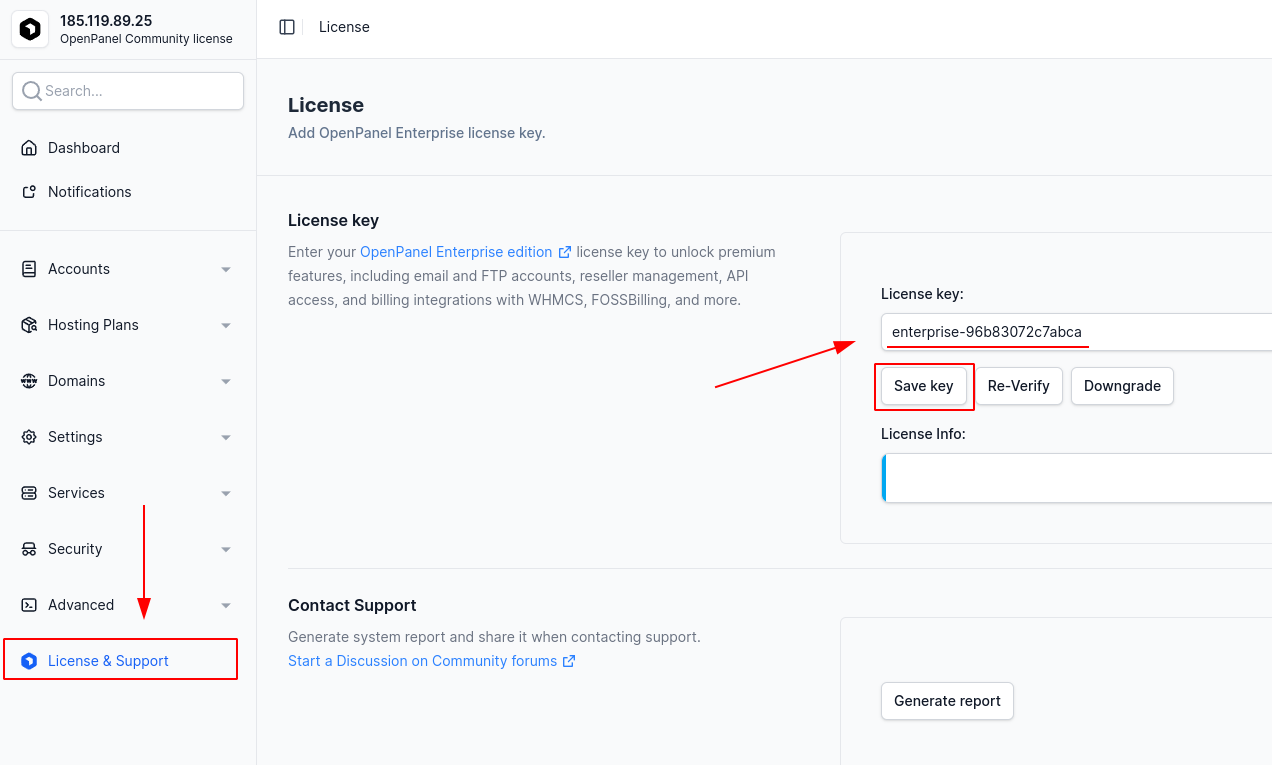 185.119.89.25
OpenPanel Community license
Search...
Dashboard
Notifications
Accounts
Hosting Plans
Domains
Settings
Services
Security
Advanced
License & Support
License
License
Add OpenPanel Enterprise license key.
License key
Enter your OpenPanel Enterprise edition license key to unlock premium
features, including email and FTP accounts, reseller management, API
access, and billing integrations with WHMCS, FOSSBilling, and more.
License key:
enterprise-96b83072c7abca
Save key Re-Verify Downgrade
License Info:
Contact Support
Generate system report and share it when contacting support.
Start a Discussion on Community forums
Generate report